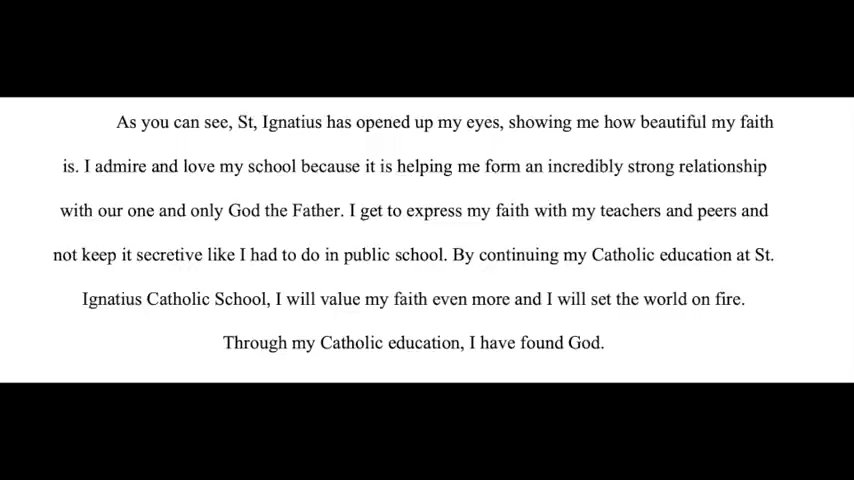 As you can see, St, Ignatius has opened up my eyes, showing me how beautiful my faith
is. I admire and love my school because it is helping me form an incredibly strong relationship
with our one and only God the Father. I get to express my faith with my teachers and peers and
not keep it secretive like I had to do in public school. By continuing my Catholic education at St.
Ignatius Catholic School, I will value my faith even more and I will set the world on fire.
Through my Catholic education, I have found God.